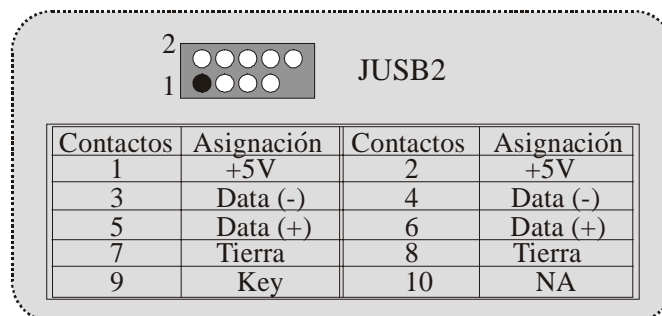 2
1
JUSB2
Contactos Asignación Contactos Asignación
1 +5V 2 +5V
3 Data (-) 4 Data (-)
5 Data (+) 6 Data (+)
7 Tierra 8 Tierra
9 Key 10 NA